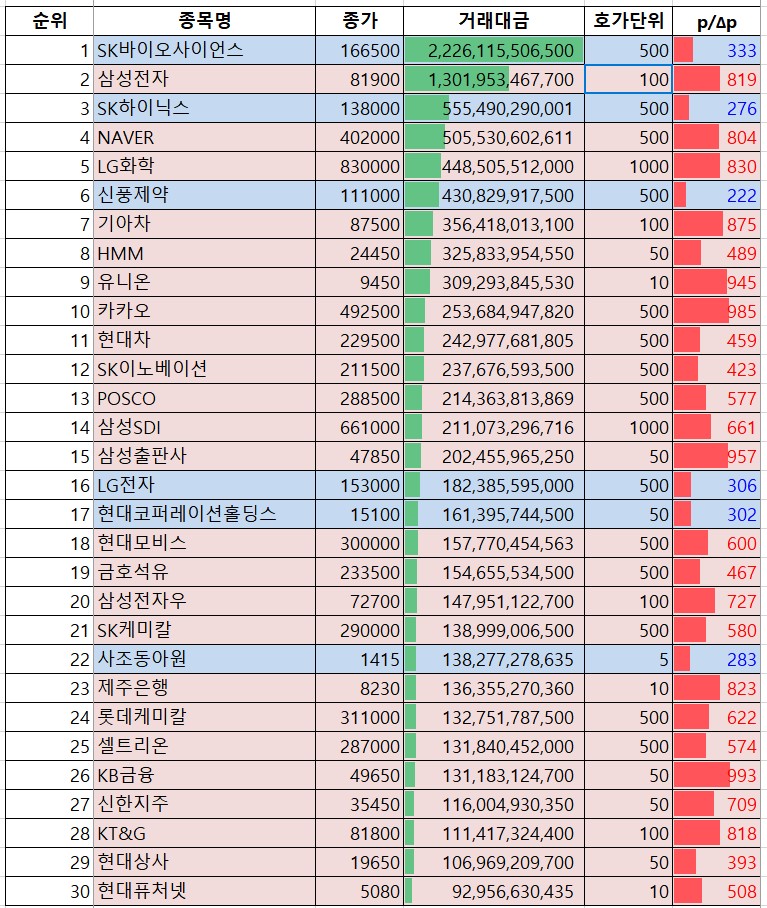 순위 종목명 종가 거래대금 호가단위 p/Δp
1 SK바이오사이언스 166500 2,226,115,506,500 500 333
2 삼성전자 81900 1,301,953,467,700 100 819
3 SK하이닉스 138000 555,490,290,001 500 276
4 NAVER 402000 505,530,602,611 500 804
5 LG화학 830000 448,505,512,000 1000 830
6 신풍제약 111000 430,829,917,500 500 222
7 기아차 87500 356,418,013,100 100 875
8 HMM 24450 325,833,954,550 50 489
9 유니온 9450 309,293,845,530 10 945
10 카카오 492500 253,684,947,820 500 985
11 현대차 229500 242,977,681,805 500 459
12 SK이노베이션 211500 237,676,593,500 500 423
13 POSCO 288500 214,363,813,869 500 577
14 삼성SDI 661000 211,073,296,716 1000 661
15 삼성출판사 47850 202,455,965,250 50 957
16 LG전자 153000 182,385,595,000 500 306
17 현대코퍼레이션홀딩스 15100 161,395,744,500 50 302
18 현대모비스 300000 157,770,454,563 500 600
19 금호석유 233500 154,655,534,500 500 467
20 삼성전자우 72700 147,951,122,700 100 727
21 SK케미칼 290000 138,999,006,500 500 580
22 사조동아원 1415 138,277,278,635 5 283
23 제주은행 8230 136,355,270,360 10 823
24 롯데케미칼 311000 132,751,787,500 500 622
25 셀트리온 287000 131,840,452,000 500 574
26 KB금융 49650 131,183,124,700 50 993
27 신한지주 35450 116,004,930,350 50 709
28 KT&G 81800 111,417,324,400 100 818
29 현대상사 19650 106,969,209,700 50 393
30 현대퓨처넷 5080 92,956,630,435 10 508